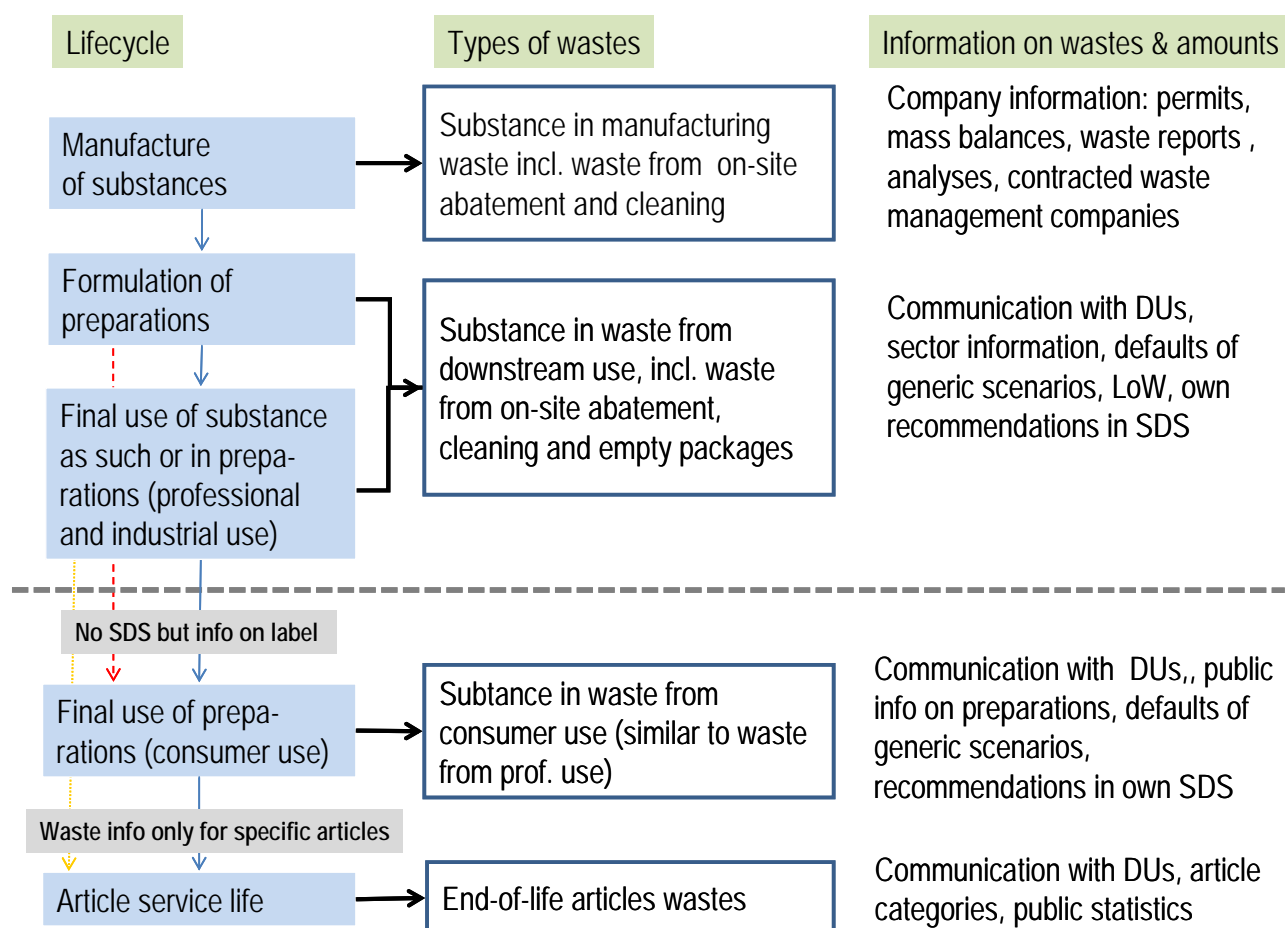 Lifecycle
Types of wastes
Information on wastes & amounts
Manufacture
of substances
Substance in manufacturing
waste incl. waste from on-site
abatement and cleaning
Company information: permits,
mass balances, waste reports ,
analyses, contracted waste
management companies
Formulation of
preparations
Final use of substance
as such or in prepa-
rations (professional
and industrial use)
Substance in waste from
downstream use, incl. waste
from on-site abatement,
cleaning and empty packages
Communication with DUs,
sector information, defaults of
generic scenarios, LoW, own
recommendations in SDS
No SDS but info on label
Final use of prepa-
rations (consumer use)
Subtance in waste from
consumer use (similar to waste
from prof. use)
Communication with DUs,, public
info on preparations, defaults of
generic scenarios,
recommendations in own SDS
Waste info only for specific articles
Article service life
End-of-life articles wastes
Communication with DUs, article
categories, public statistics